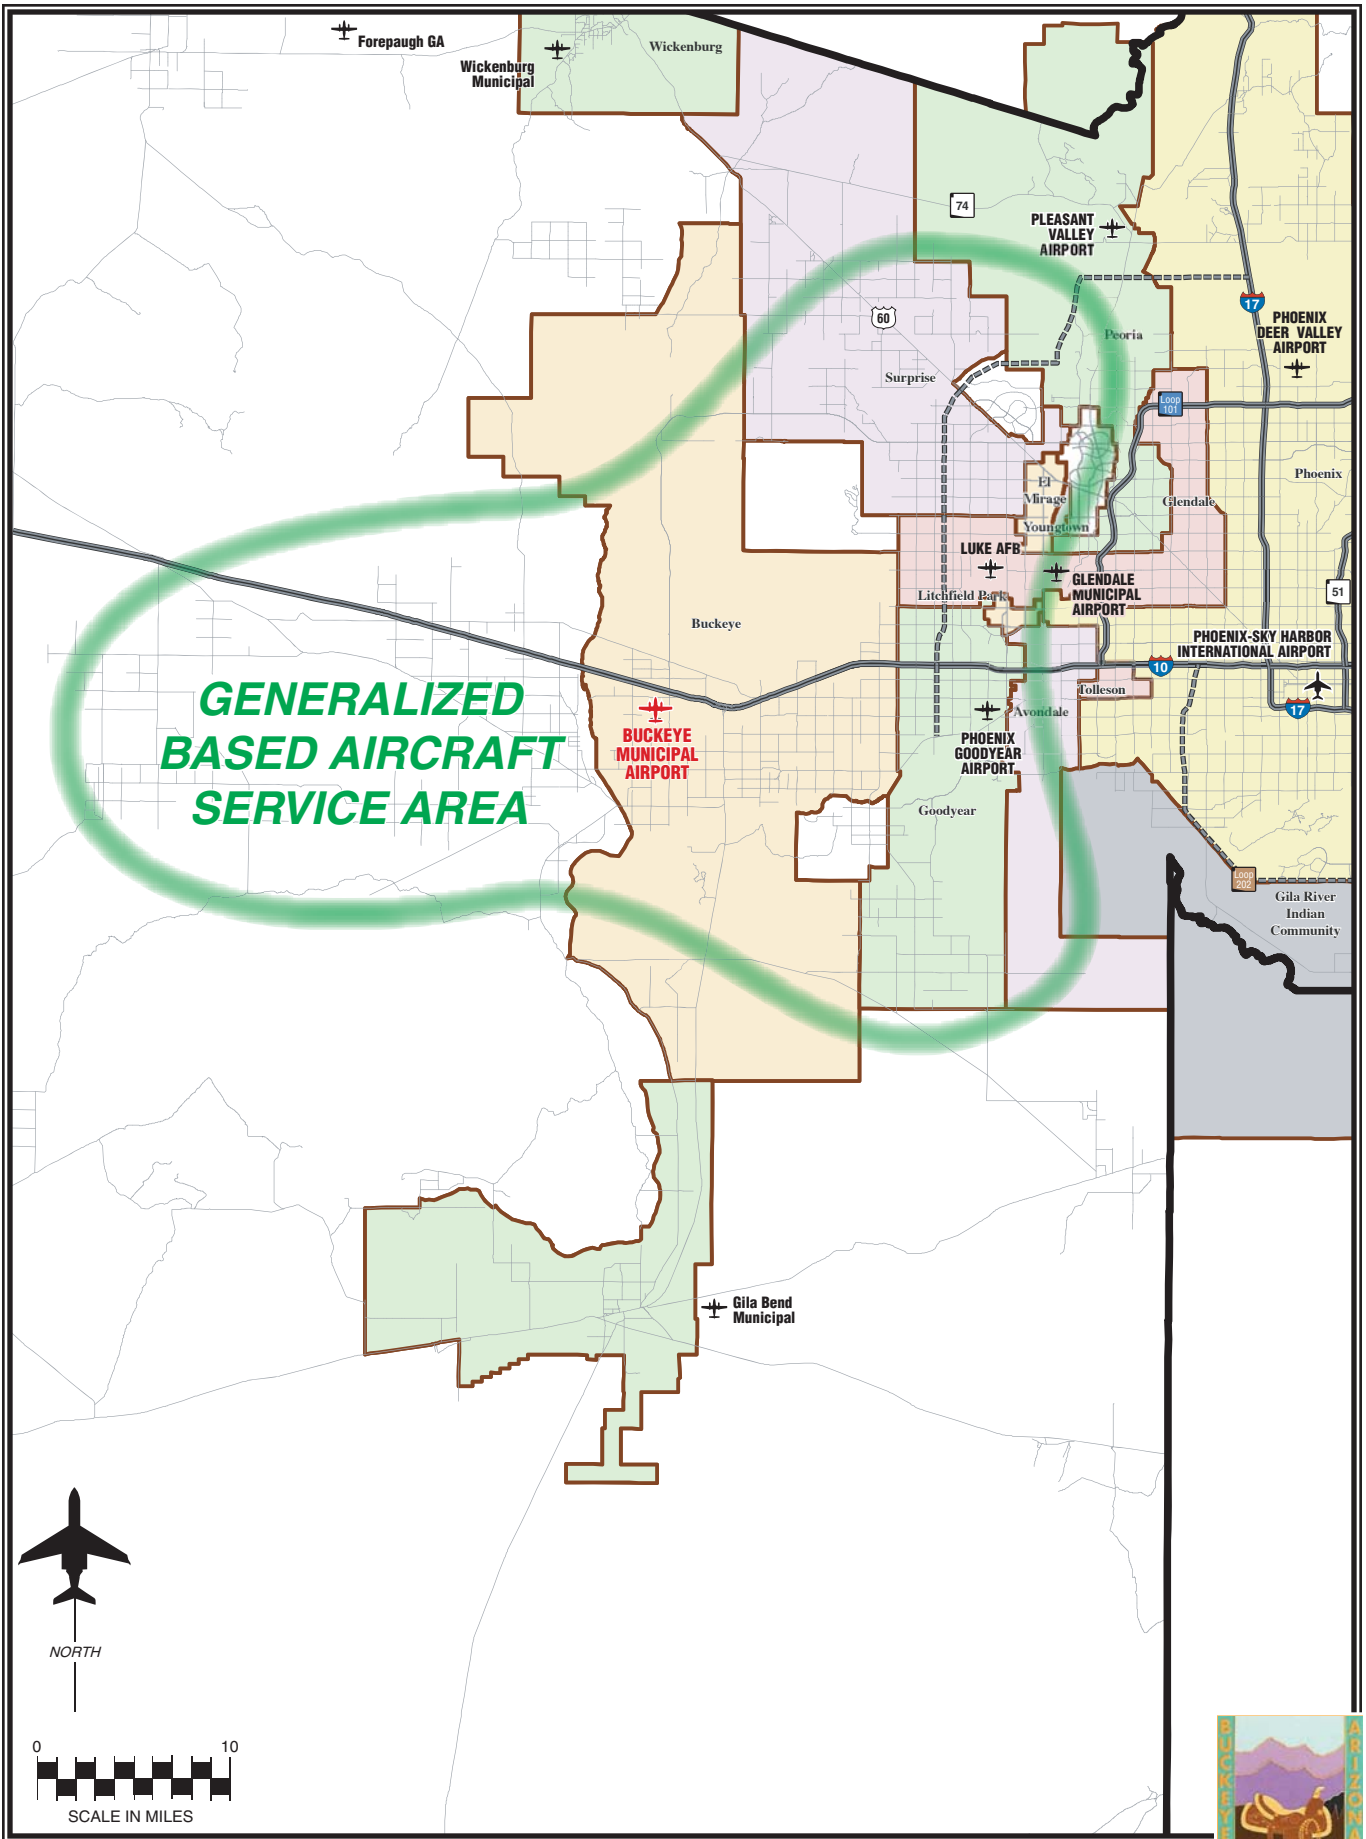 Forepaugh GA
Wickenburg
Wickenburg
Municipal
74
PLEASANT
VALLEY
AIRPORT
17
PHOENIX
DEER VALLEY
AIRPORT
60
Peoria
Surprise
Loop
101
Phoenix
El
Mirage
Glendale
Youngtown
LUKE AFB
GLENDALE
MUNICIPAL
AIRPORT
51
Litchfield Park
Buckeye
PHOENIX-SKY HARBOR
INTERNATIONAL AIRPORT
10
GENERALIZED
BASED AIRCRAFT
SERVICE AREA
Tolleson
17
Avondale
BUCKEYE
MUNICIPAL
AIRPORT
PHOENIX
GOODYEAR
AIRPORT
Goodyear
Loop
202
Gila River
Indian
Community
Gila Bend
Municipal
NORTH
0 10
SCALE IN MILES
BUCKEYE
ARIZONA